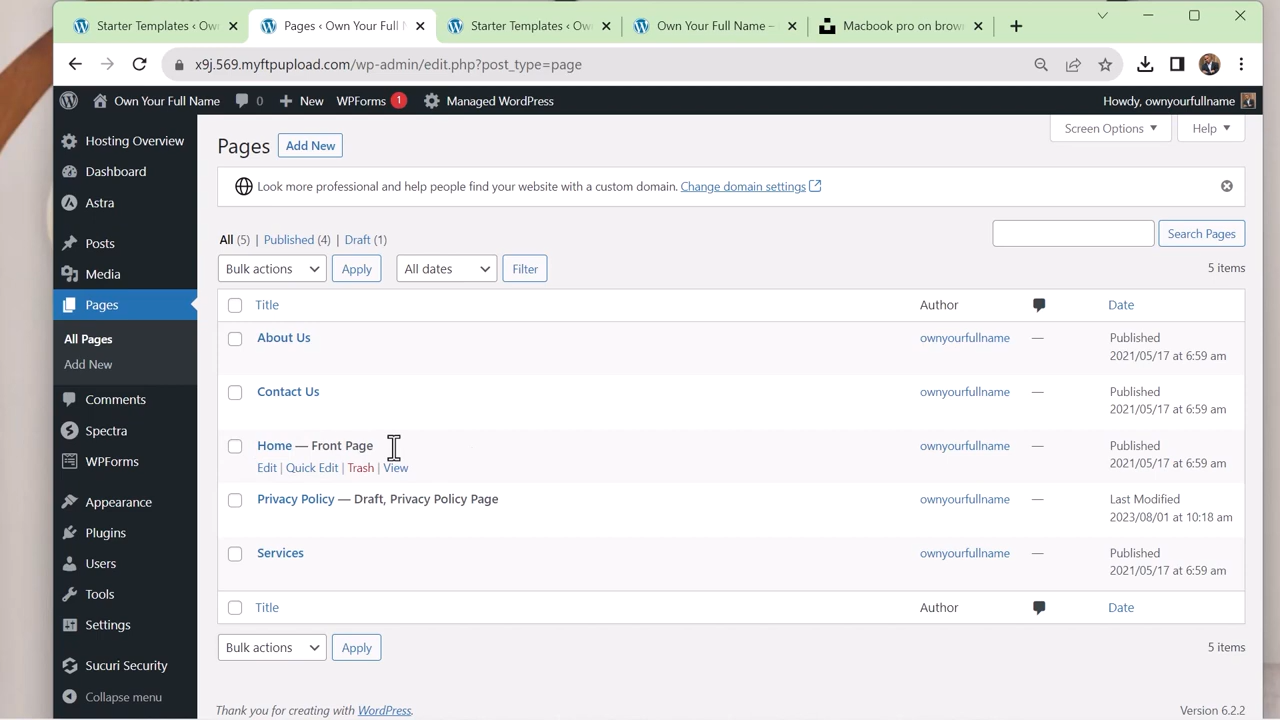 Starter Templates ‹ Ow
Pages ‹ Own Your Full N
Starter Templates ‹ Ow
Own Your Full Name –
Macbook pro on brow
x9j.569.myftpupload.com/wp-admin/edit.php?post_type=page
Own Your Full Name 0 + New WPForms 1 Managed WordPress Howdy, ownyourfullname
Hosting Overview
Dashboard
Astra
Posts
Media
Pages
All Pages
Add New
Comments
Spectra
WPForms
Appearance
Plugins
Users
Tools
Settings
Sucuri Security
Collapse menu
Screen Options Help
Pages Add New
Look more professional and help people find your website with a custom domain. Change domain settings
All (5) | Published (4) | Draft (1)
Search Pages
Bulk actions Apply All dates Filter
5 items
Title Author Date
About Us ownyourfullname — Published
2021/05/17 at 6:59 am
Contact Us ownyourfullname — Published
2021/05/17 at 6:59 am
Home — Front Page ownyourfullname — Published
Edit | Quick Edit | Trash | View 2021/05/17 at 6:59 am
Privacy Policy — Draft, Privacy Policy Page ownyourfullname — Last Modified
2023/08/01 at 10:18 am
Services ownyourfullname — Published
2021/05/17 at 6:59 am
Title Author Date
Bulk actions Apply 5 items
Thank you for creating with WordPress. Version 6.2.2